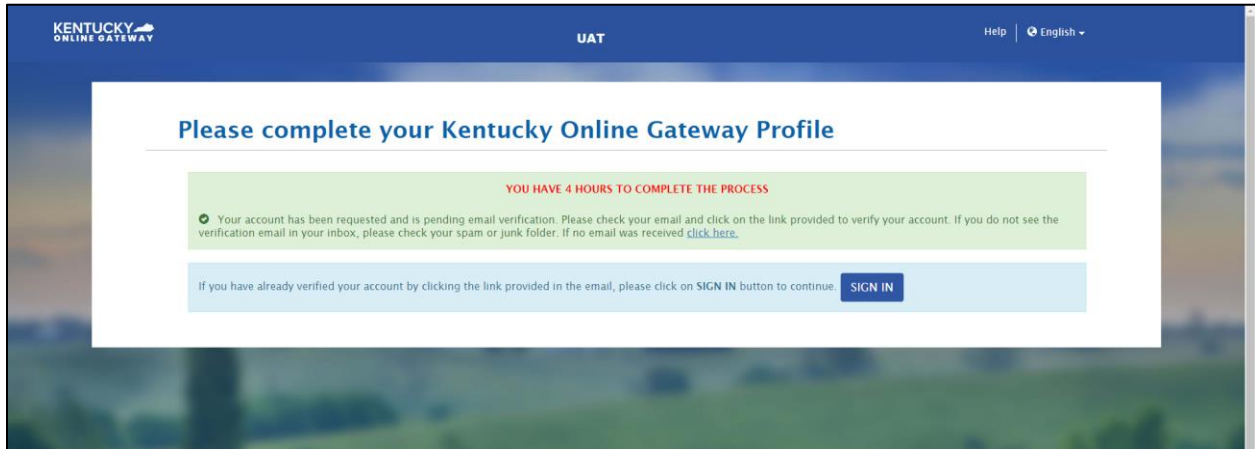 KENTUCKY
ONLINE GATEWAY
UAT
Help
English
Please complete your Kentucky Online Gateway Profile
YOU HAVE 4 HOURS TO COMPLETE THE PROCESS
Your account has been requested and is pending email verification. Please check your email and click on the link provided to verify your account. If you do not see the
verification email in your inbox, please check your spam or junk folder. If no email was received click here.
If you have already verified your account by clicking the link provided in the email, please click on SIGN IN button to continue. SIGN IN